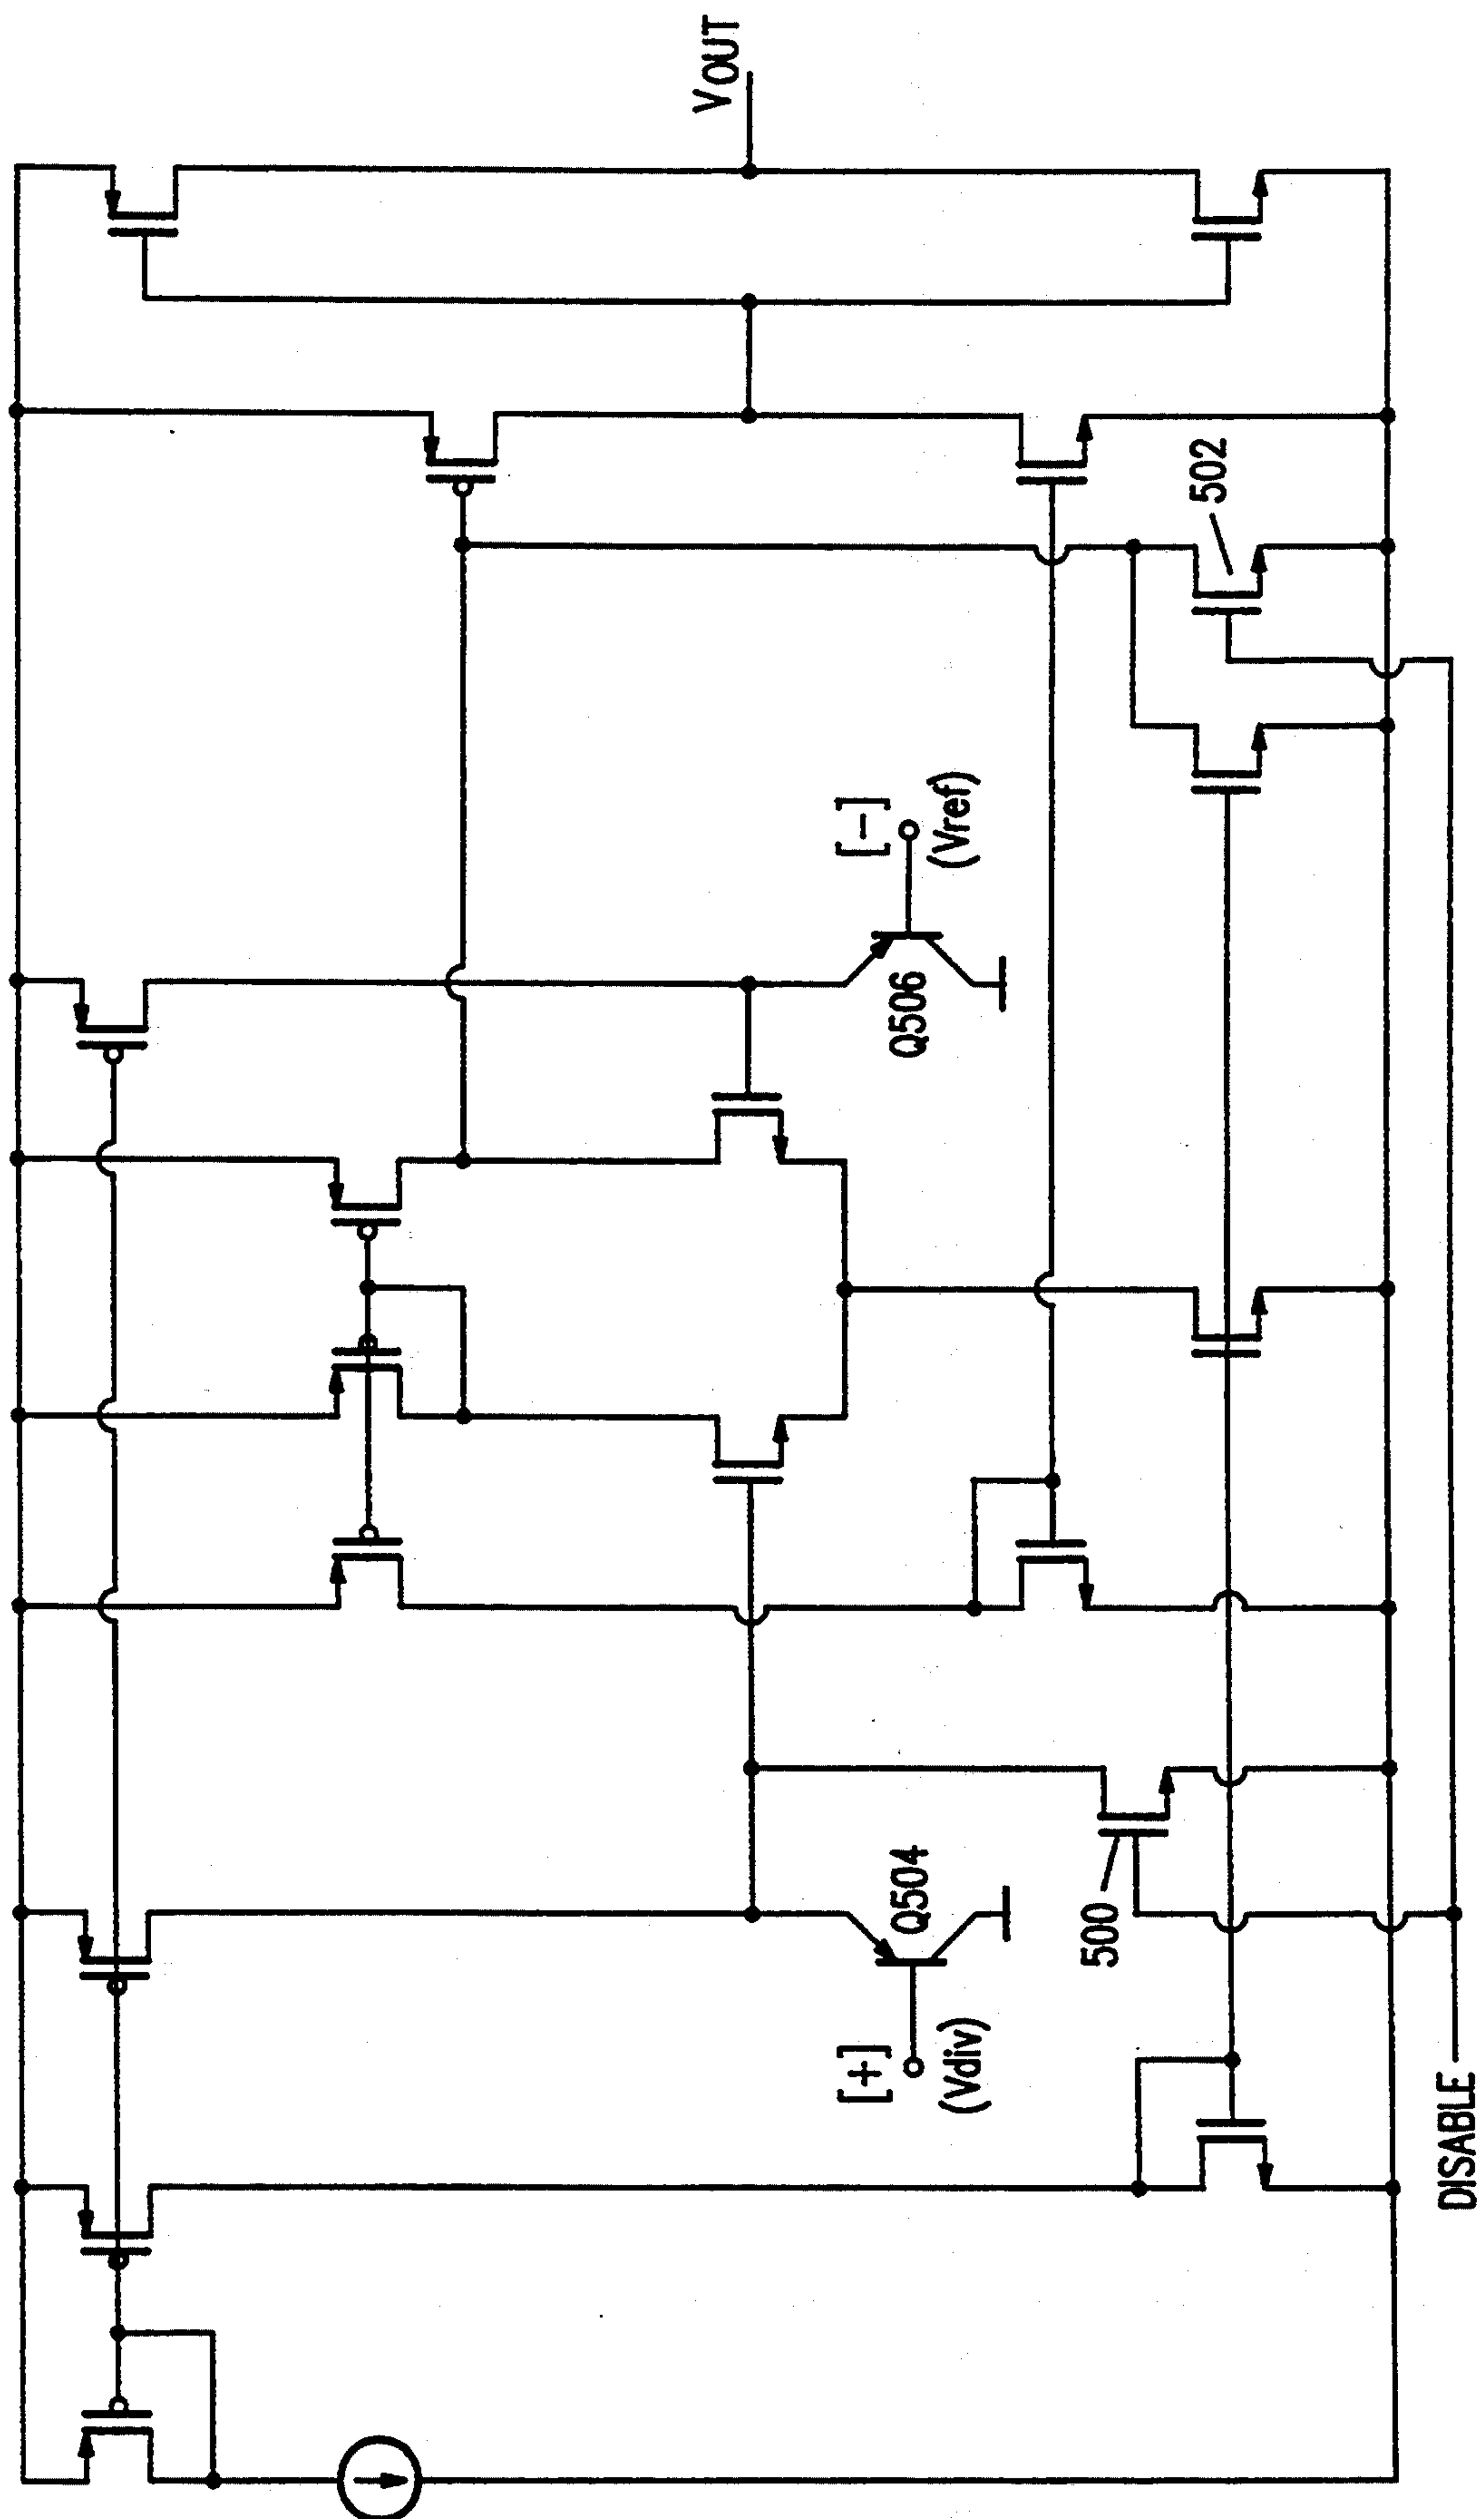 VOUT
502
[-]
(Vref)
Q506
Q504
500
[+]
(Vdiv)
DISABLE